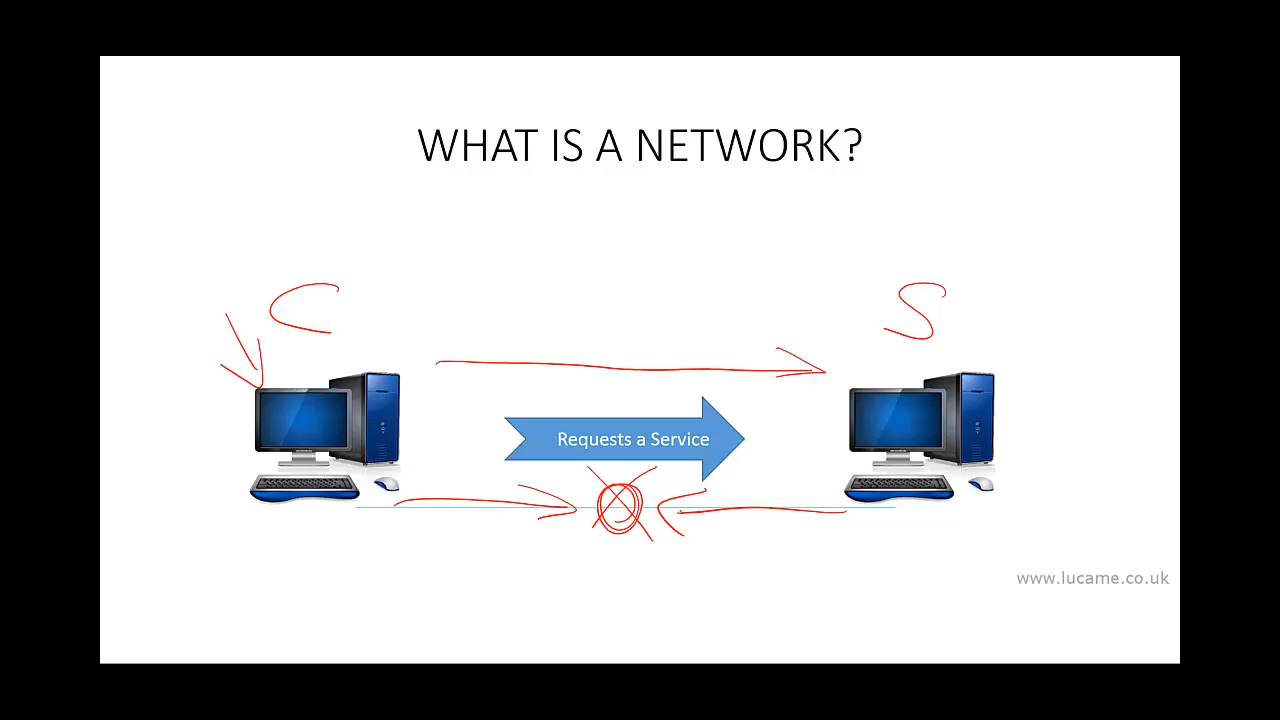 WHAT IS A NETWORK?
C
S
Requests a Service
www.lucame.co.uk